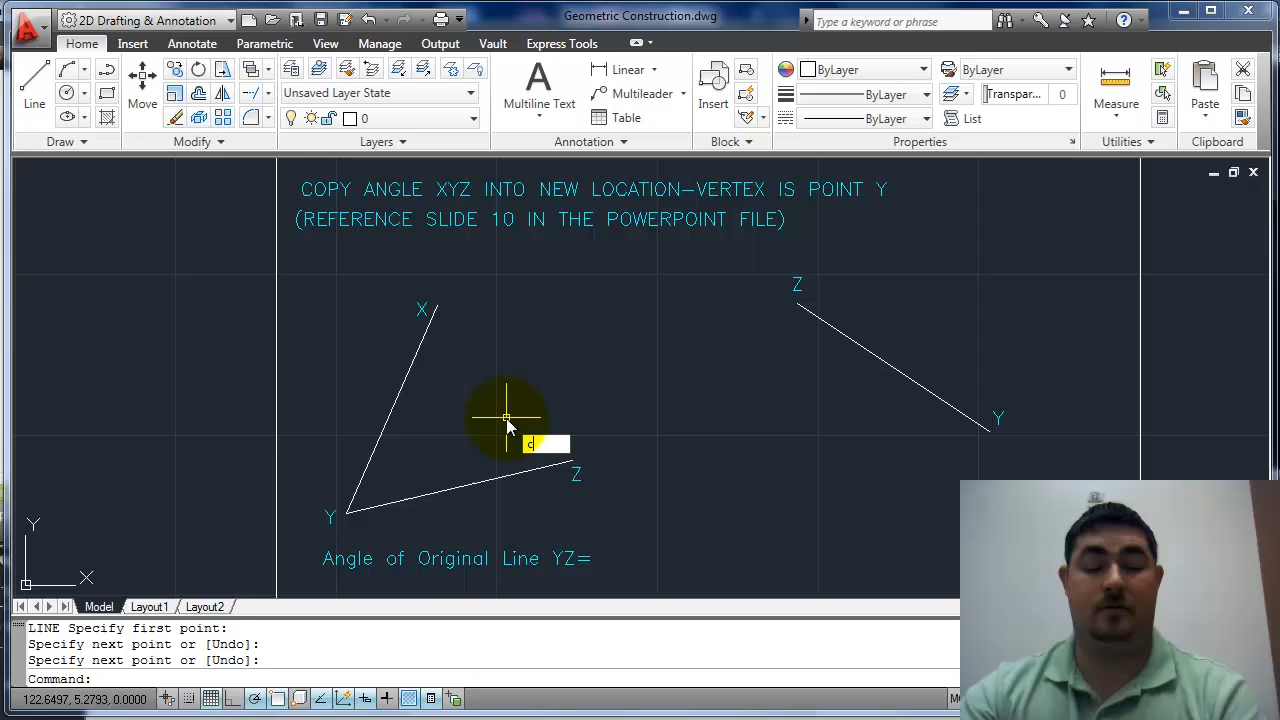 2D Drafting & Annotation
Geometric Construction.dwg
Type a keyword or phrase
Home Insert Annotate Parametric View Manage Output Vault Express Tools
Line
Move
Unsaved Layer State
0
Multiline Text
Linear
Multileader
Table
Insert
ByLayer
ByLayer
ByLayer
ByLayer
Transpar... 0
List
Measure
Paste
Draw Modify Layers Annotation Block Properties Utilities Clipboard
COPY ANGLE XYZ INTO NEW LOCATION-VERTEX IS POINT Y
(REFERENCE SLIDE 10 IN THE POWERPOINT FILE)
Z
X
Y
c
Z
Y
Angle of Original Line YZ=
Y
X
Model Layout1 Layout2
LINE Specify first point:
Specify next point or [Undo]:
Specify next point or [Undo]:
Command:
122.6497, 5.2793, 0.0000